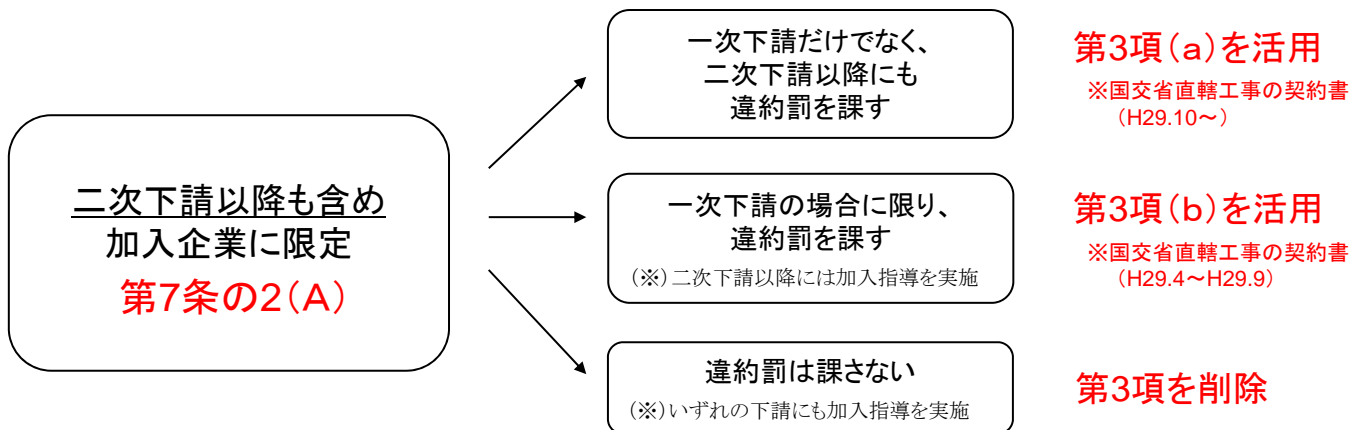 二次下請以降も含め
加入企業に限定
第7条の2（A）
一次下請だけでなく、
二次下請以降にも
違約罰を課す
第3項（a）を活用
※国交省直轄工事の契約書
（H29.10～）
一次下請の場合に限り、
違約罰を課す
（※）二次下請以降には加入指導を実施
第3項（b）を活用
※国交省直轄工事の契約書
（H29.4～H29.9）
違約罰は課さない
（※）いずれの下請にも加入指導を実施
第3項を削除